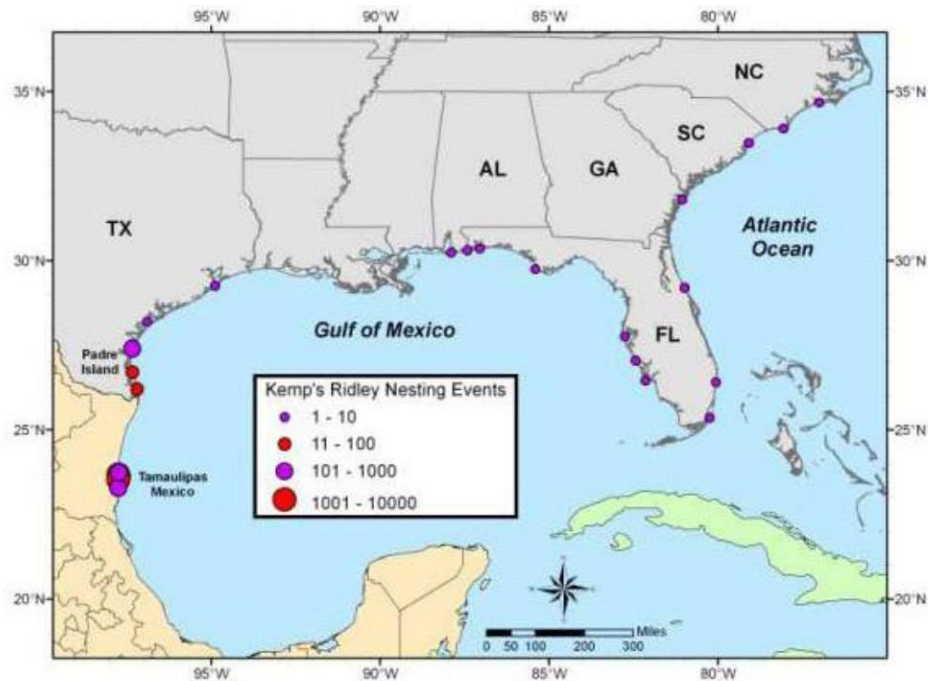 95°W 90°W 85°W 80°W
35°N 35°N
NC
SC
AL GA
TX
Atlantic
Ocean
30°N 30°N
Gulf of Mexico
FL
Padre
Island
Kemp's Ridley Nesting Events
1 - 10
11 - 100
101 - 1000
1001 - 10000
25°N 25°N
Tamaulipas
Mexico
20°N 20°N
Miles
0 50 100 200 300
95°W 90°W 85°W 80°W